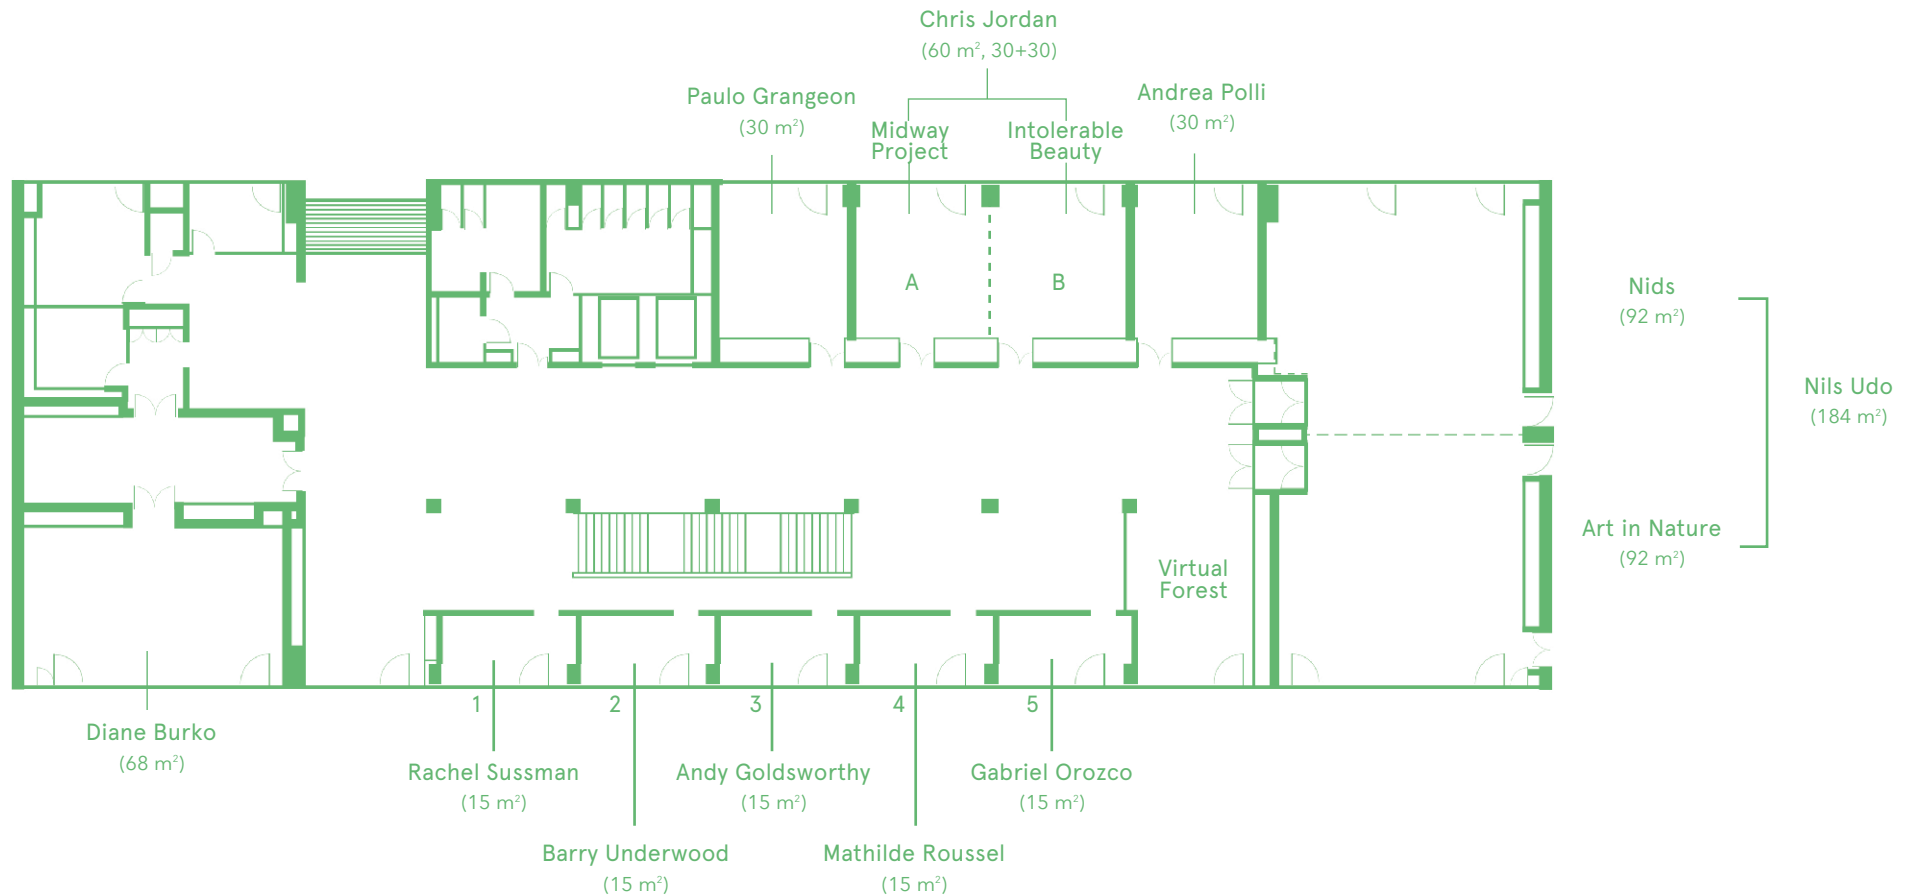 Chris Jordan
(60 m², 30+30)
Paulo Grangeon
(30 m²)
Midway
Project
Intolerable
Beauty
Andrea Polli
(30 m²)
A
B
Nids
(92 m²)
Nils Udo
(184 m²)
Art in Nature
(92 m²)
Virtual
Forest
1
2
3
4
5
Diane Burko
(68 m²)
Rachel Sussman
(15 m²)
Andy Goldsworthy
(15 m²)
Gabriel Orozco
(15 m²)
Barry Underwood
(15 m²)
Mathilde Roussel
(15 m²)